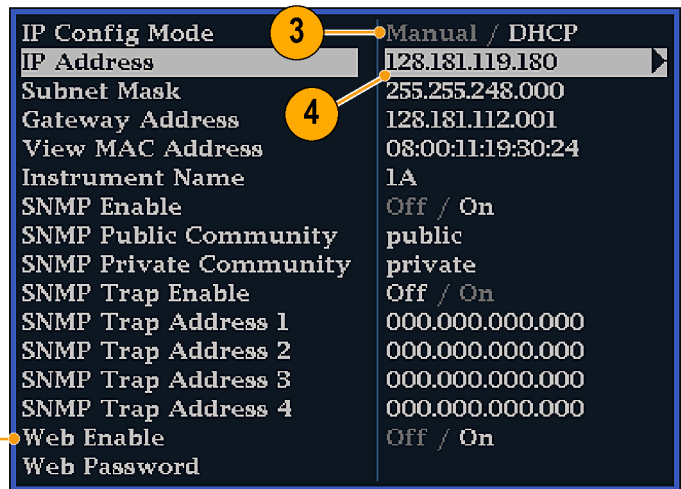 IP Config Mode 3 Manual / DHCP
IP Address 128.181.119.180
Subnet Mask 255.255.248.000
Gateway Address 4 128.181.112.001
View MAC Address 08:00:11:19:30:24
Instrument Name 1A
SNMP Enable Off / On
SNMP Public Community public
SNMP Private Community private
SNMP Trap Enable Off / On
SNMP Trap Address 1 000.000.000.000
SNMP Trap Address 2 000.000.000.000
SNMP Trap Address 3 000.000.000.000
SNMP Trap Address 4 000.000.000.000
Web Enable Off / On
Web Password